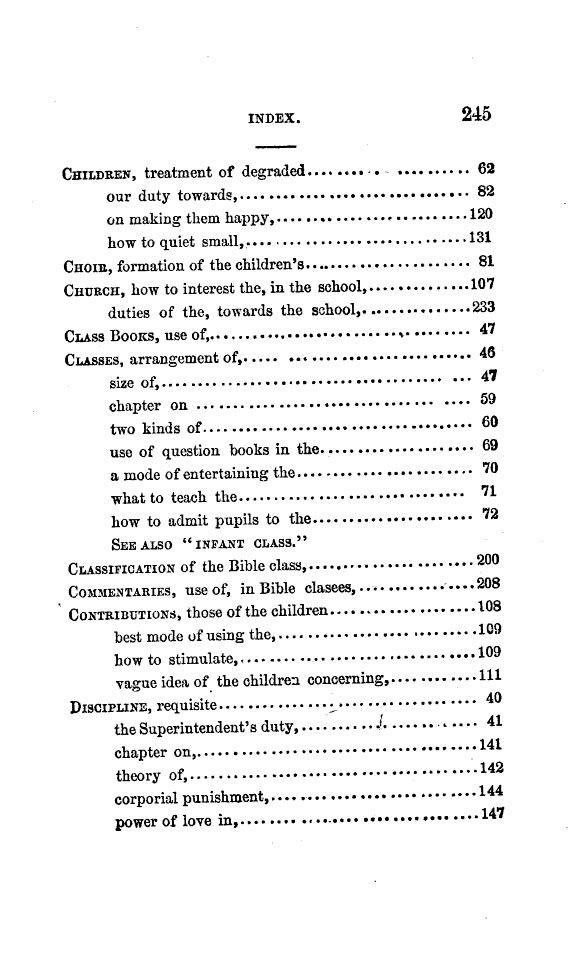 INDEX. 245
CHILDREN, treatment of degraded.................... 62
our duty towards,................................ 82
on making them happy,..........................120
how to quiet small,..............................131
CHOIR, formation of the children's...................... 81
CHURCH, how to interest the, in the school,...............107
duties of the, towards the school,................233
CLASS BOOKS, use of,................................... 47
CLASSES, arrangement of,............................... 46
size of,.......................................... 47
chapter on ...................................... 59
two kinds of..................................... 60
use of question books in the..................... 69
a mode of entertaining the........................ 70
what to teach the............................... 71
how to admit pupils to the...................... 72
SEE ALSO "INFANT CLASS."
CLASSIFICATION of the Bible class,.......................200
COMMENTARIES, use of, in Bible clasees,................208
CONTRIBUTIONS, those of the children....................108
best mode of using the,...........................109
how to stimulate,................................109
vague idea of the children concerning,............111
DISCIPLINE, requisite................................... 40
the Superintendent's duty,........................ 41
chapter on,.......................................141
theory of,........................................142
corporial punishment,............................144
power of love in,.................................147